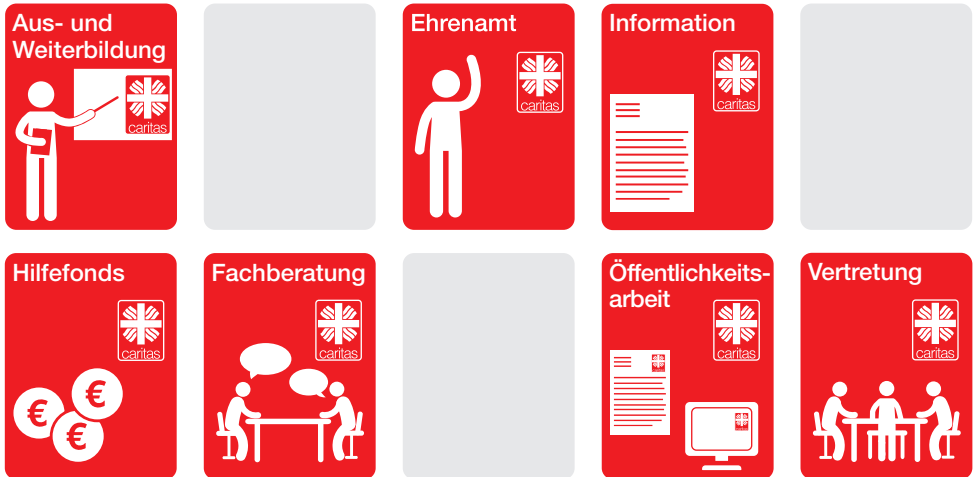 Aus- und
Weiterbildung
caritas
Ehrenamt
caritas
Information
caritas
Hilfefonds
caritas
€
€
€
Fachberatung
caritas
Öffentlichkeits-
arbeit
caritas
Vertretung
caritas